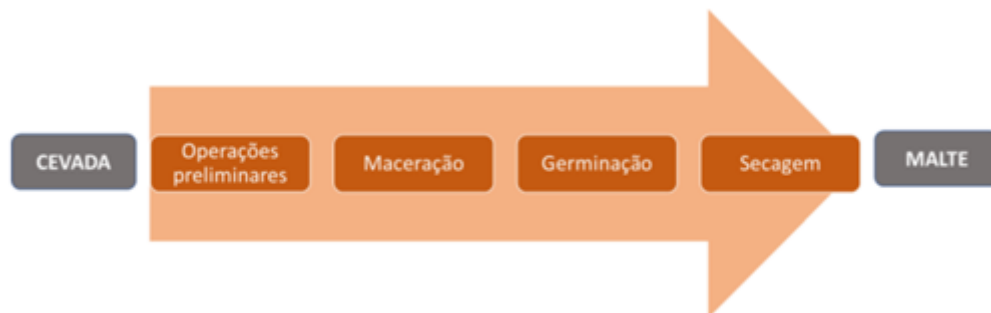 CEVADA
Operações
preliminares
Maceração
Germinação
Secagem
MALTE